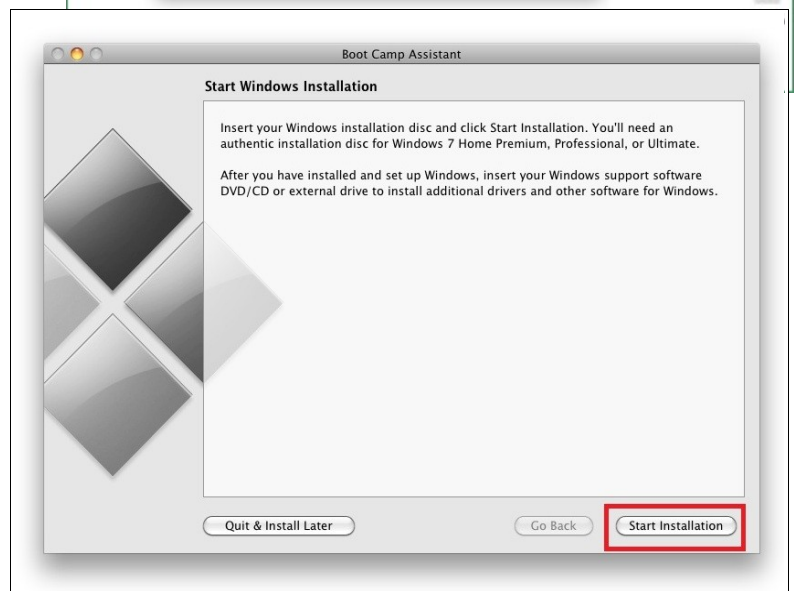 Boot Camp Assistant
Start Windows Installation
Insert your Windows installation disc and click Start Installation. You'll need an
authentic installation disc for Windows 7 Home Premium, Professional, or Ultimate.
After you have installed and set up Windows, insert your Windows support software
DVD/CD or external drive to install additional drivers and other software for Windows.
Quit & Install Later
Go Back
Start Installation